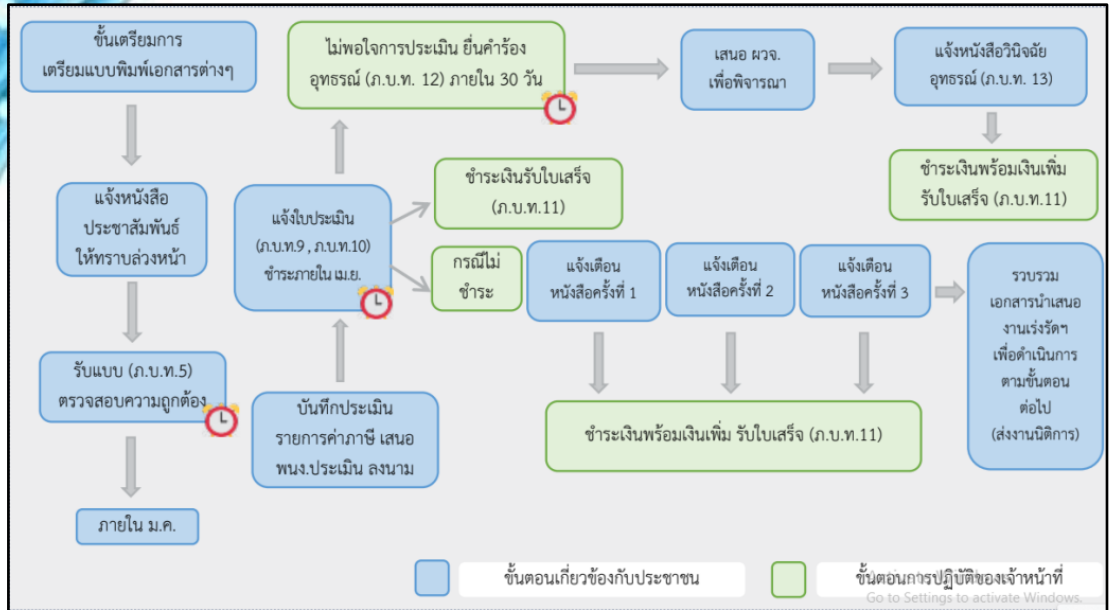 ขั้นเตรียมการ
เตรียมแบบพิมพ์เอกสารต่างๆ
แจ้งหนังสือ
ประชาสัมพันธ์
ให้ทราบล่วงหน้า
รับแบบ (ภ.บ.ท.5)
ตรวจสอบความถูกต้อง
ภายใน ม.ค.
บันทึกประเมิน
รายการค่าภาษี เสนอ
พนง.ประเมิน ลงนาม
แจ้งใบประเมิน
(ภ.บ.ท.9 , ภ.บ.ท.10)
ชำระภายใน เม.ย.
ไม่พอใจการประเมิน ยื่นคำร้อง
อุทธรณ์ (ภ.บ.ท. 12) ภายใน 30 วัน
เสนอ ผวจ.
เพื่อพิจารณา
แจ้งหนังสือวินิจฉัย
อุทธรณ์ (ภ.บ.ท. 13)
ชำระเงินพร้อมเงินเพิ่ม
รับใบเสร็จ (ภ.บ.ท.11)
ชำระเงินรับใบเสร็จ
(ภ.บ.ท.11)
กรณีไม่
ชำระ
แจ้งเตือน
หนังสือครั้งที่ 1
แจ้งเตือน
หนังสือครั้งที่ 2
แจ้งเตือน
หนังสือครั้งที่ 3
รวบรวม
เอกสารนำเสนอ
งานเร่งรัดฯ
เพื่อดำเนินการ
ตามขั้นตอน
ต่อไป
(ส่งงานนิติการ)
ชำระเงินพร้อมเงินเพิ่ม รับใบเสร็จ (ภ.บ.ท.11)
ขั้นตอนเกี่ยวข้องกับประชาชน
ขั้นตอนการปฏิบัติของเจ้าหน้าที่
Go to Settings to activate Windows.